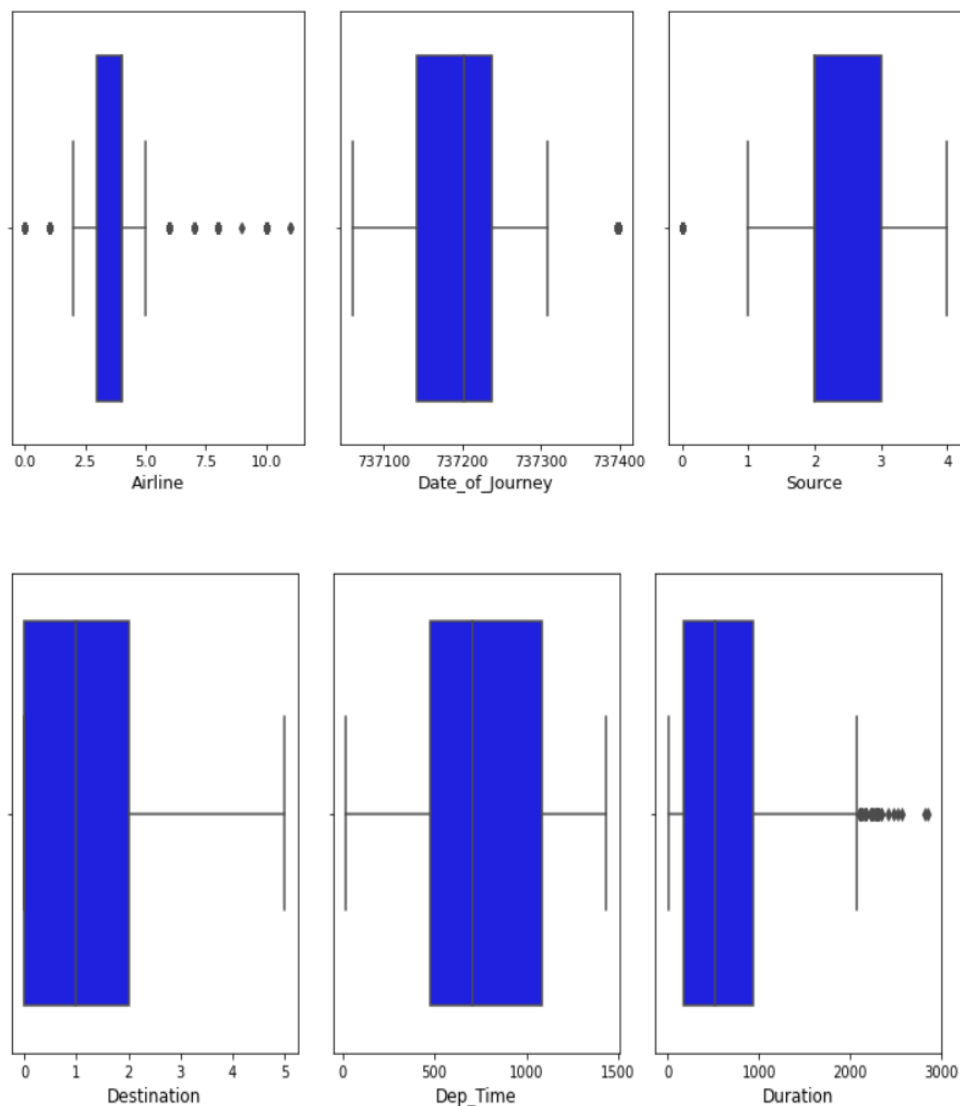 0.0 2.5 5.0 7.5 10.0
Airline
737100 737200 737300 737400
Date_of_Journey
0 1 2 3 4
Source
0 1 2 3 4 5
Destination
0 500 1000 1500
Dep_Time
0 1000 2000 3000
Duration